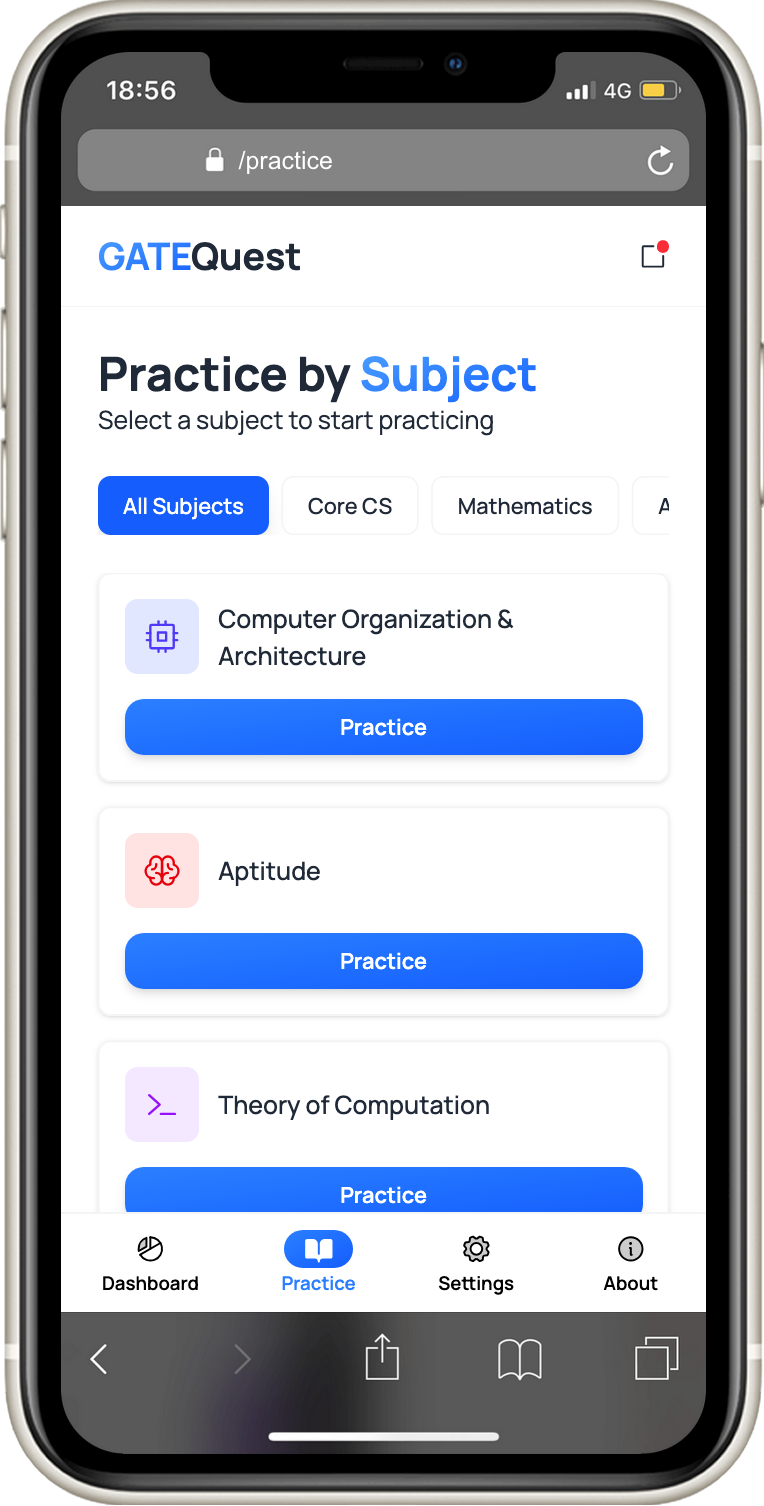 18:56
4G
/practice
GATEQuest
Practice by Subject
Select a subject to start practicing
All Subjects
Core CS
Mathematics
A
Computer Organization &
Architecture
Practice
Aptitude
Practice
Theory of Computation
Practice
Dashboard
Practice
Settings
About